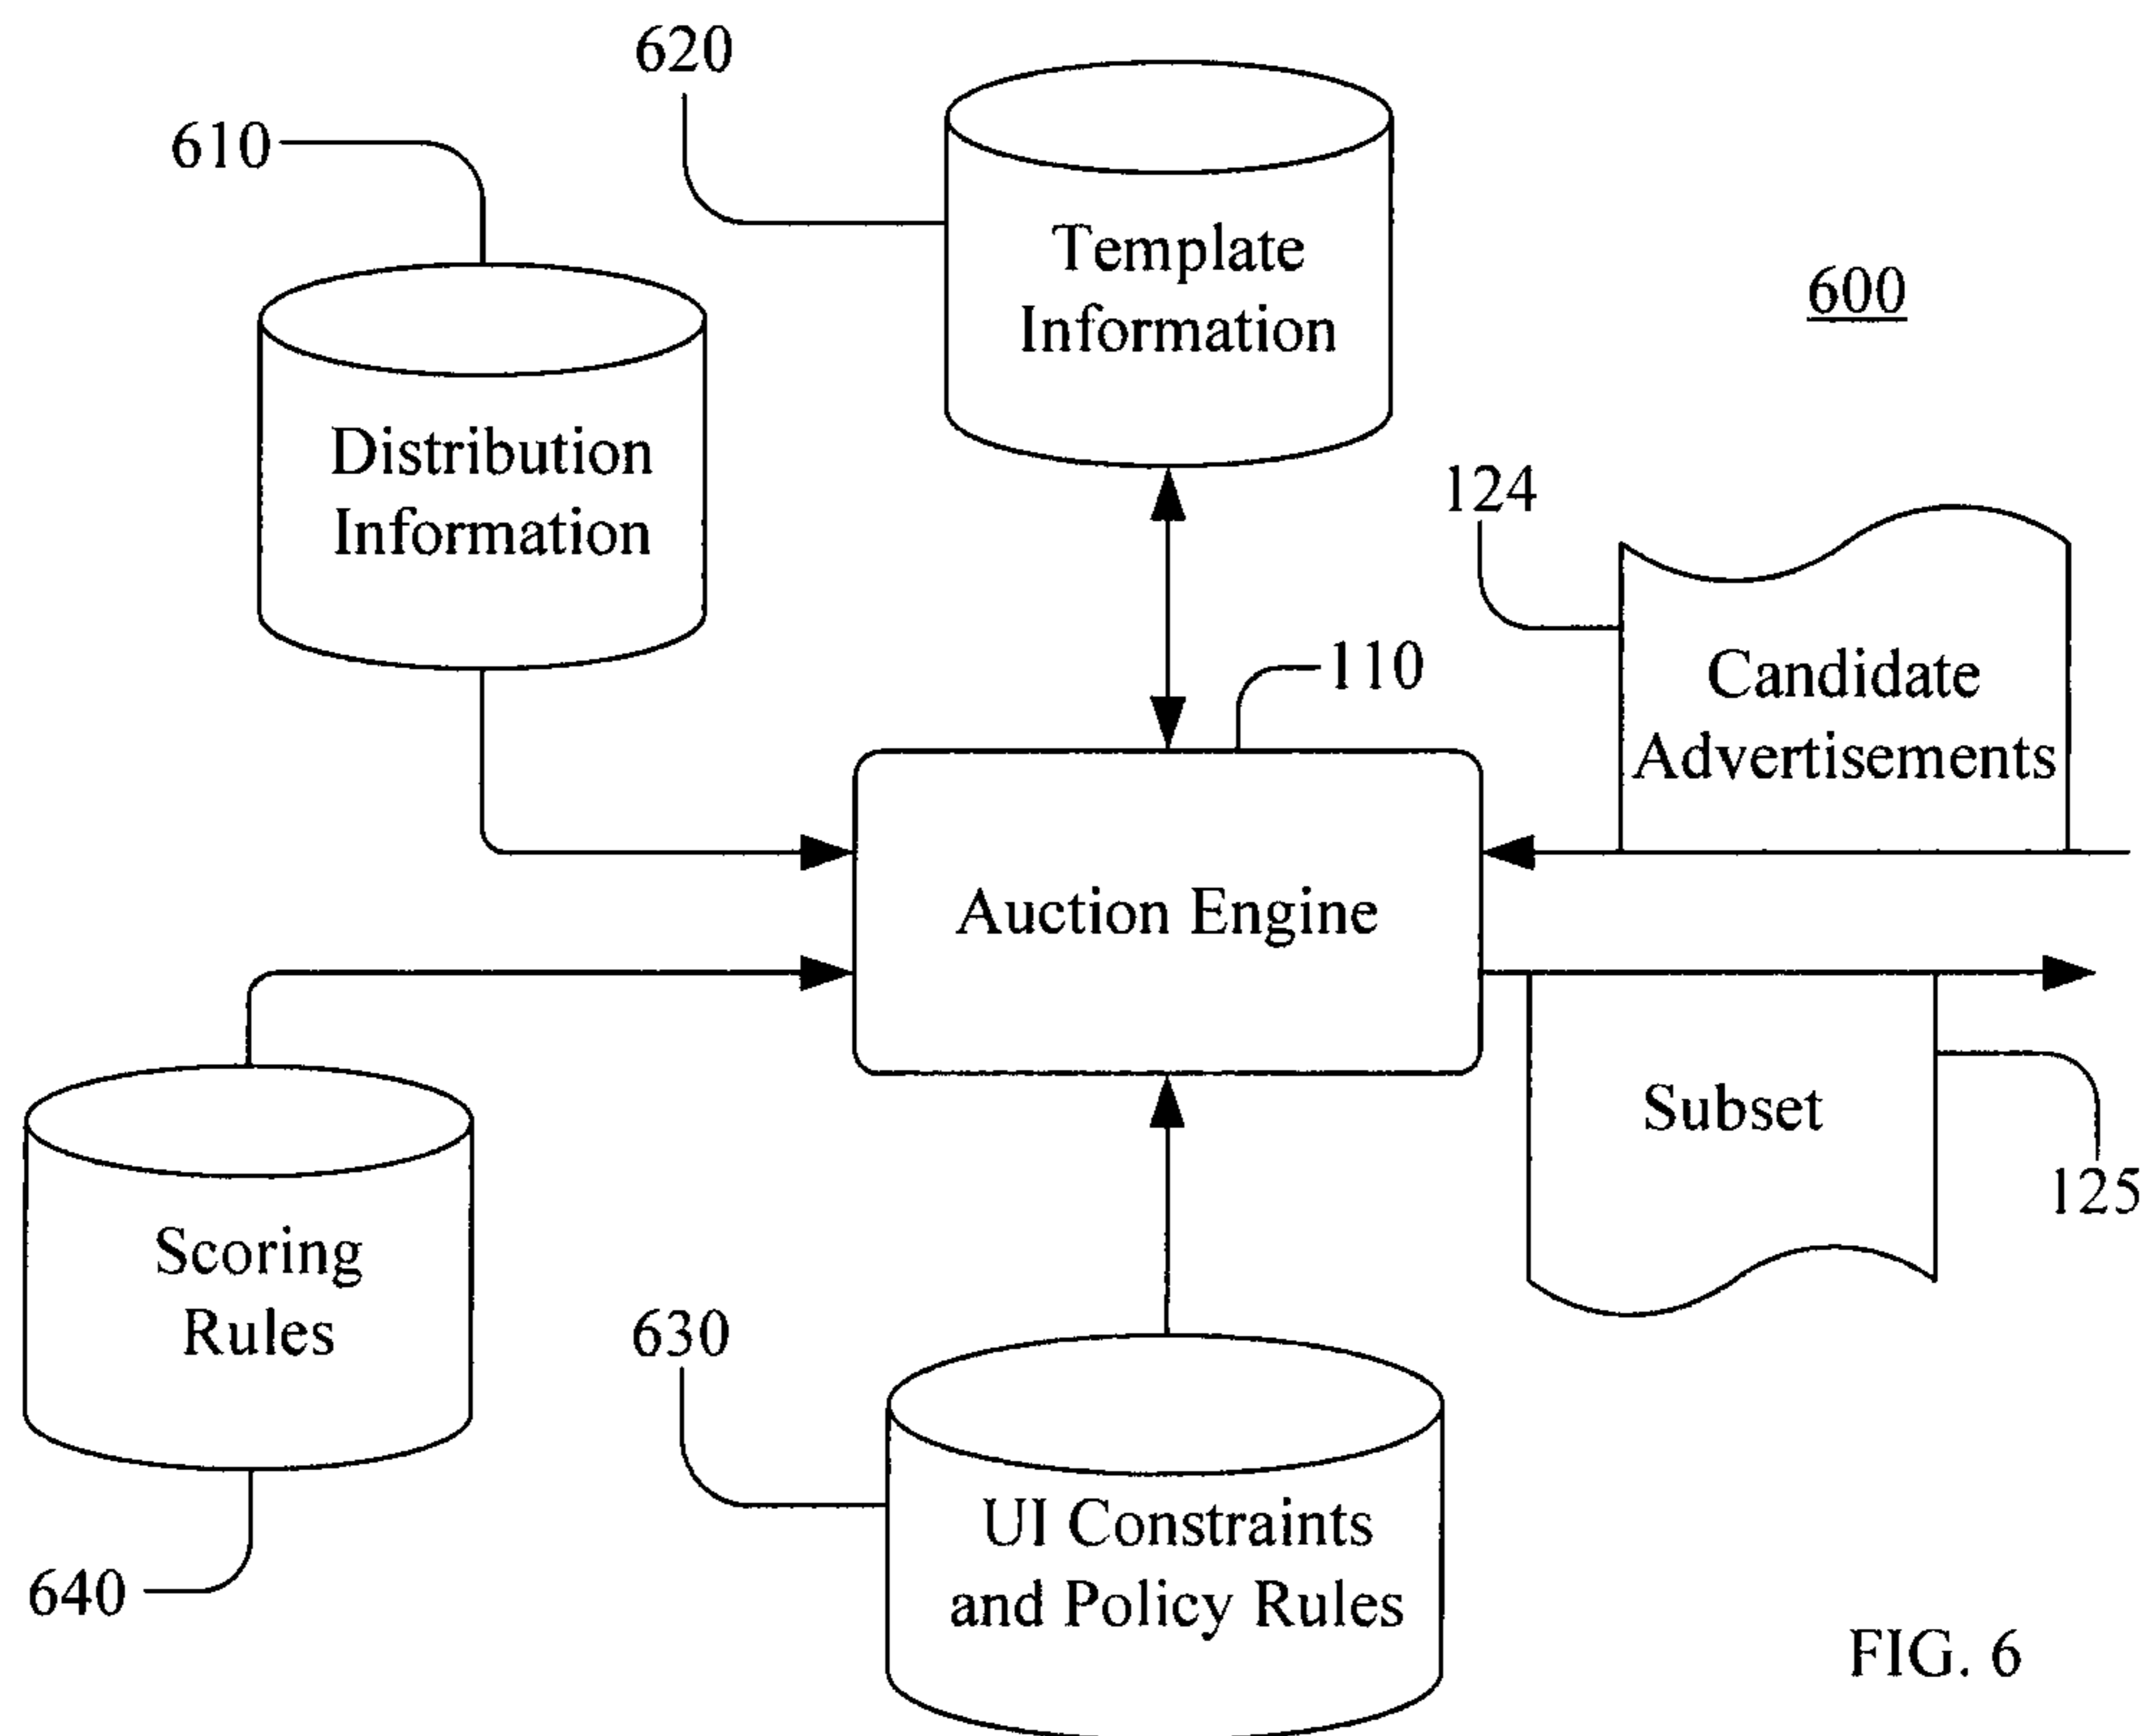 620
610
Template
Information
600
Distribution
Information
124
Candidate
Advertisements
110
Auction Engine
Subset
125
Scoring
Rules
630
UI Constraints
and Policy Rules
640
FIG. 6